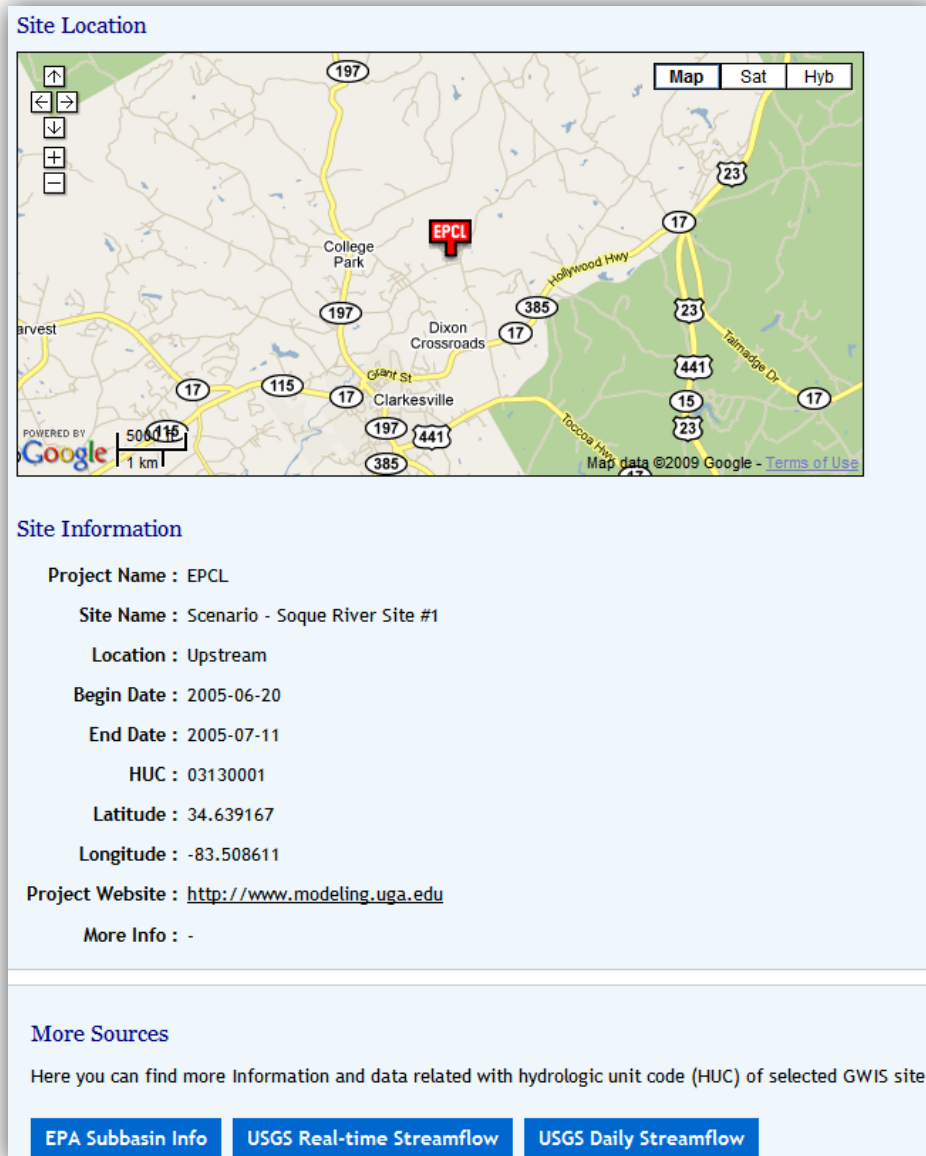 Site Location
197
Map Sat Hyb
23
17
EPCL
College
Park
Hollywood Hwy
197
385
23
arvest
Dixon
Crossroads
17
Talmadge Dr
441
Grant St
17
115
17
Clarkesville
15
17
197
441
23
Toccoa Hwy
POWERED BY
Google
115
5000 ft
1 km
385
17
Map data ©2009 Google - Terms of Use
Site Information
Project Name : EPCL
Site Name : Scenario - Soque River Site #1
Location : Upstream
Begin Date : 2005-06-20
End Date : 2005-07-11
HUC : 03130001
Latitude : 34.639167
Longitude : -83.508611
Project Website : http://www.modeling.uga.edu
More Info : -
More Sources
Here you can find more Information and data related with hydrologic unit code (HUC) of selected GWIS site
EPA Subbasin Info USGS Real-time Streamflow USGS Daily Streamflow